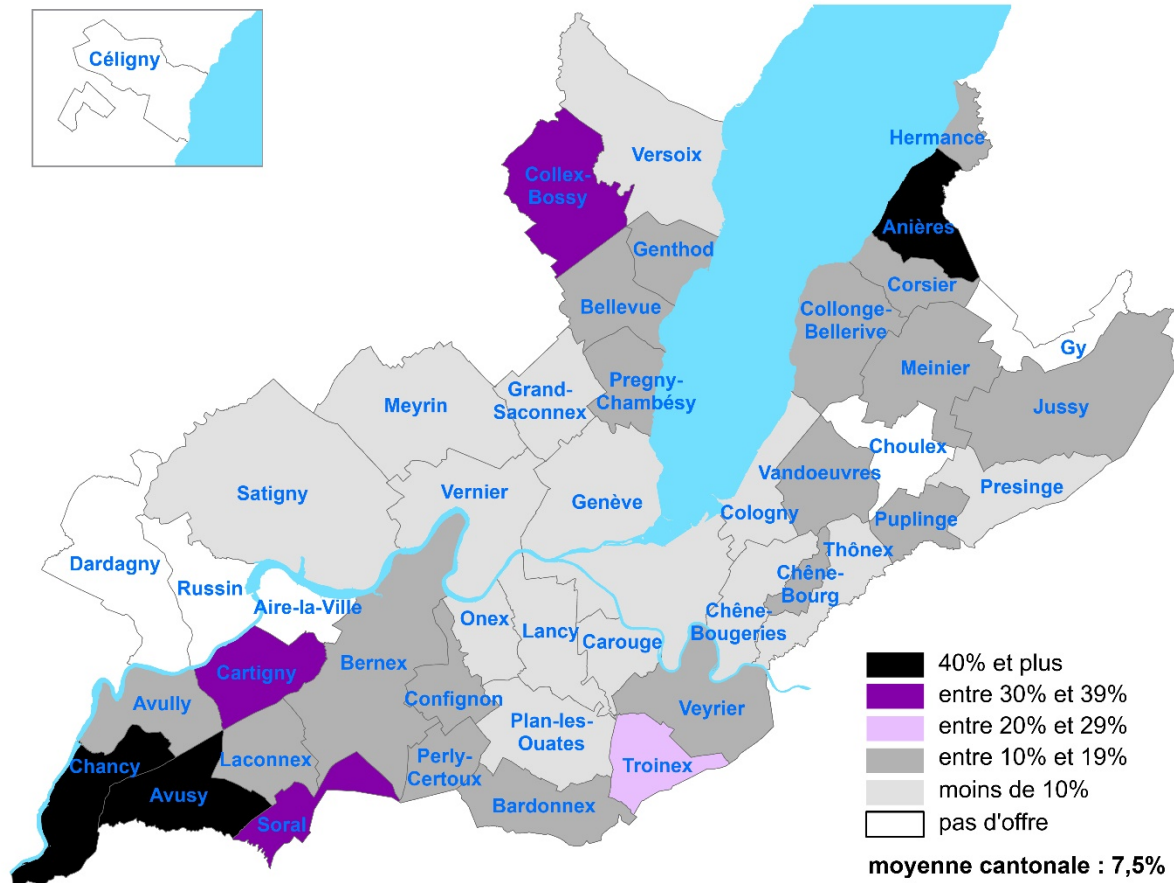 Céligny
Hermance
Versoix
Collex-
Bossy
Anières
Genthod
Corsier
Bellevue
Collonge-
Bellerive
Gy
Meinier
Pregny-
Chambésy
Grand-
Saconnex
Meyrin
Jussy
Choulex
Vandoeuvres
Presinge
Satigny
Vernier
Genève
Cologny
Puplinge
Thônex
Dardagny
Chêne-
Bourg
Russin
Aire-la-Ville
Onex
Lancy
Carouge
Chêne-
Bougeries
Cartigny
Bernex
Avully
Confignon
Veyrier
Plan-les-
Ouates
Chancy
Laconnex
Perly-
Certoux
Troinex
Avusy
Bardonnex
Soral
40% et plus
entre 30% et 39%
entre 20% et 29%
entre 10% et 19%
moins de 10%
pas d'offre
moyenne cantonale : 7,5%